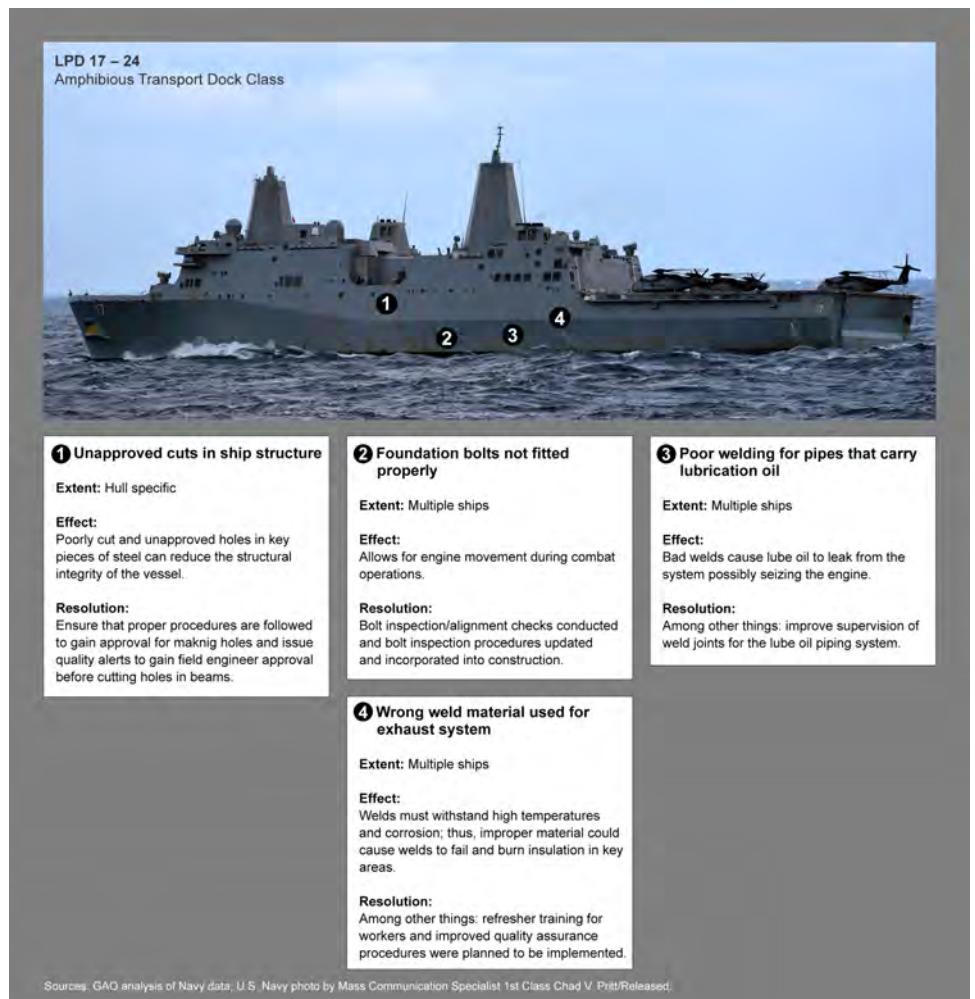 LPD 17 – 24
Amphibious Transport Dock Class
1
2
3
4
1 Unapproved cuts in ship structure
Extent: Hull specific
Effect:
Poorly cut and unapproved holes in key
pieces of steel can reduce the structural
integrity of the vessel.
Resolution:
Ensure that proper procedures are followed
to gain approval for maknig holes and issue
quality alerts to gain field engineer approval
before cutting holes in beams.
2 Foundation bolts not fitted
properly
Extent: Multiple ships
Effect:
Allows for engine movement during combat
operations.
Resolution:
Bolt inspection/alignment checks conducted
and bolt inspection procedures updated
and incorporated into construction.
3 Poor welding for pipes that carry
lubrication oil
Extent: Multiple ships
Effect:
Bad welds cause lube oil to leak from the
system possibly seizing the engine.
Resolution:
Among other things: improve supervision of
weld joints for the lube oil piping system.
4 Wrong weld material used for
exhaust system
Extent: Multiple ships
Effect:
Welds must withstand high temperatures
and corrosion; thus, improper material could
cause welds to fail and burn insulation in key
areas.
Resolution:
Among other things: refresher training for
workers and improved quality assurance
procedures were planned to be implemented.
Sources: GAO analysis of Navy data; U.S. Navy photo by Mass Communication Specialist 1st Class Chad V. Pritt/Released.